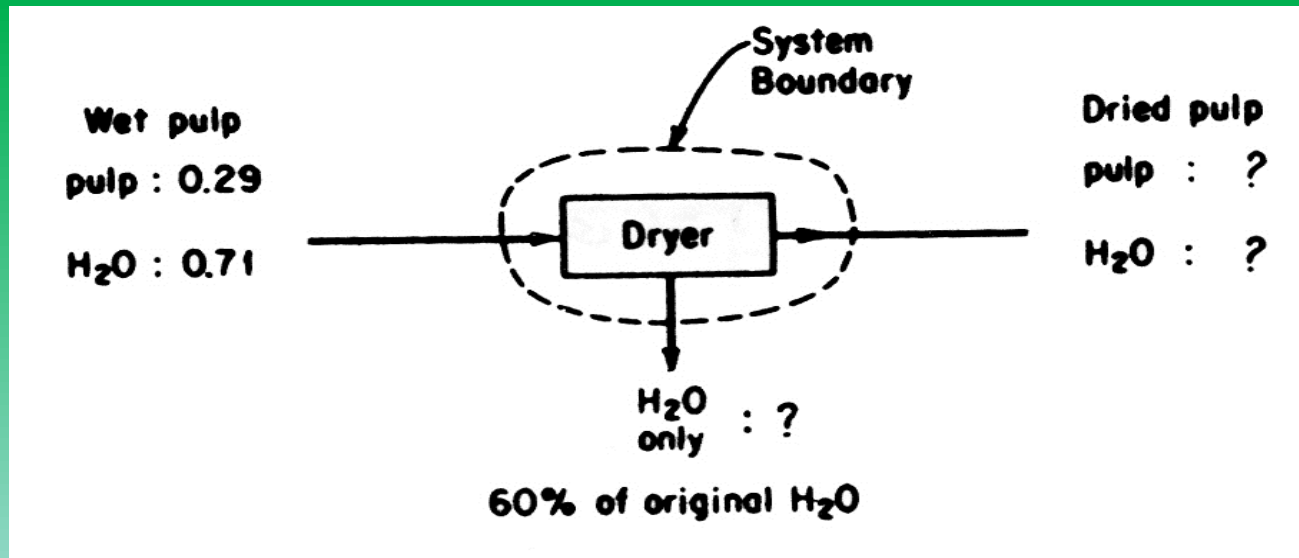 System
Boundary
Wet pulp
pulp : 0.29
H₂O : 0.71
Dryer
Dried pulp
pulp : ?
H₂O : ?
H₂O
only : ?
60% of original H₂O